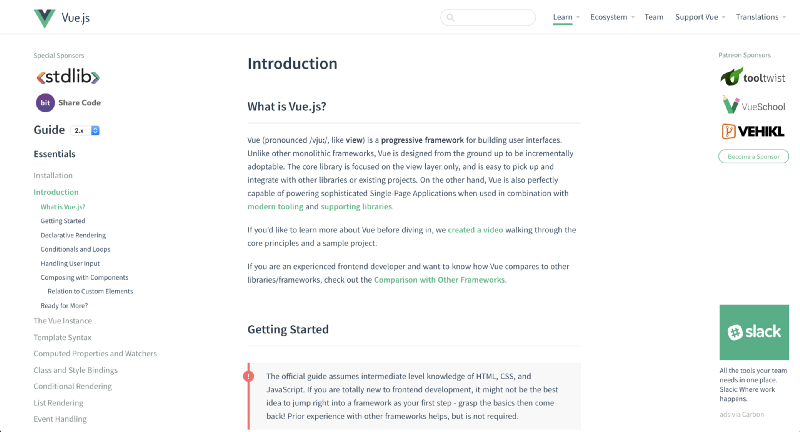 Vue.js
Learn
Ecosystem
Team
Support Vue
Translations
Special Sponsors
<stdlib>
bit Share Code
Guide 2.x
Essentials
Installation
Introduction
What is Vue.js?
Getting Started
Declarative Rendering
Conditionals and Loops
Handling User Input
Composing with Components
Relation to Custom Elements
Ready for More?
The Vue Instance
Template Syntax
Computed Properties and Watchers
Class and Style Bindings
Conditional Rendering
List Rendering
Event Handling
Introduction
What is Vue.js?
Vue (pronounced /vjuː/, like view) is a progressive framework for building user interfaces.
Unlike other monolithic frameworks, Vue is designed from the ground up to be incrementally
adoptable. The core library is focused on the view layer only, and is easy to pick up and
integrate with other libraries or existing projects. On the other hand, Vue is also perfectly
capable of powering sophisticated Single-Page Applications when used in combination with
modern tooling and supporting libraries.
If you'd like to learn more about Vue before diving in, we created a video walking through the
core principles and a sample project.
If you are an experienced frontend developer and want to know how Vue compares to other
libraries/frameworks, check out the Comparison with Other Frameworks.
Getting Started
!
The official guide assumes intermediate level knowledge of HTML, CSS, and
JavaScript. If you are totally new to frontend development, it might not be the best
idea to jump right into a framework as your first step - grasp the basics then come
back! Prior experience with other frameworks helps, but is not required.
Patreon Sponsors
tooltwist
VueSchool
VEHIKL
Become a Sponsor
slack
All the tools your team
needs in one place.
Slack: Where work
happens.
ads via Carbon